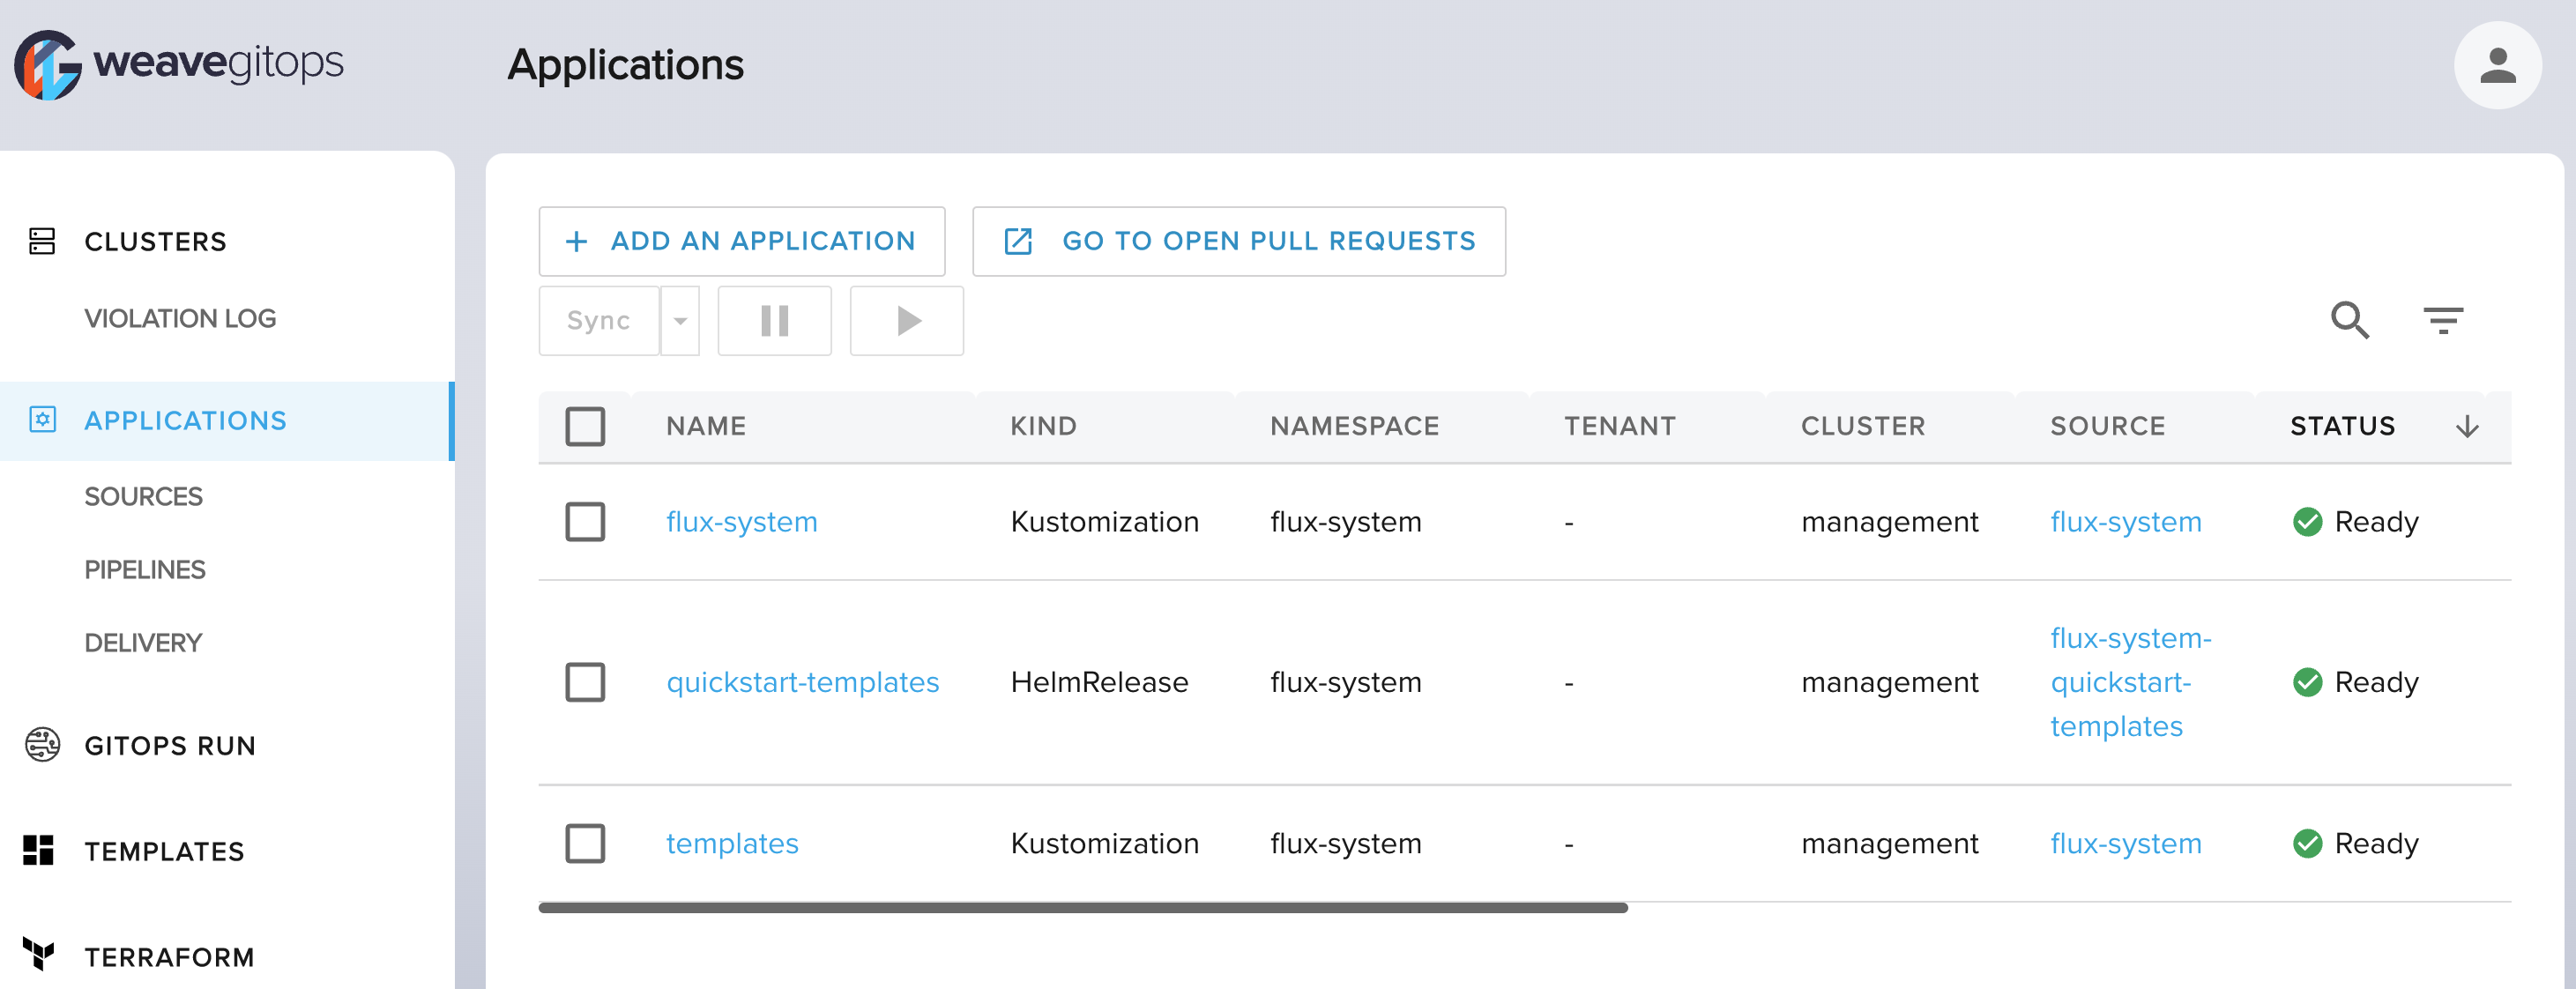 weavegitops
Applications
CLUSTERS
VIOLATION LOG
APPLICATIONS
SOURCES
PIPELINES
DELIVERY
GITOPS RUN
TEMPLATES
TERRAFORM
+ ADD AN APPLICATION
GO TO OPEN PULL REQUESTS
Sync
NAME KIND NAMESPACE TENANT CLUSTER SOURCE STATUS
flux-system Kustomization flux-system - management flux-system Ready
quickstart-templates HelmRelease flux-system - management flux-system-
quickstart-
templates Ready
templates Kustomization flux-system - management flux-system Ready